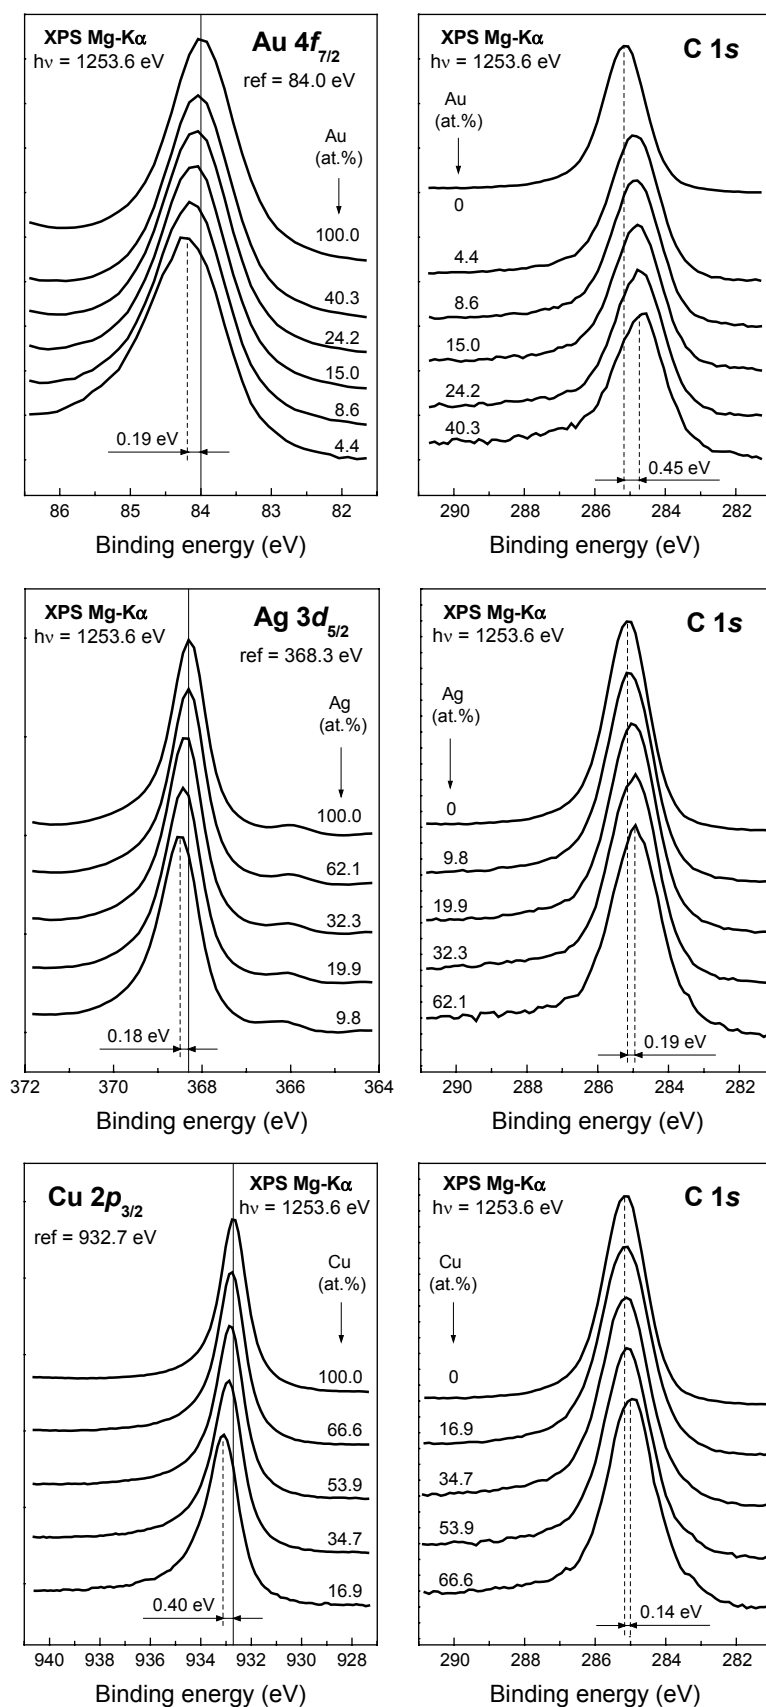 XPS Mg-Kα
hν = 1253.6 eV
Au 4f7/2
ref = 84.0 eV
Au
(at.%)
100.0
40.3
24.2
15.0
8.6
4.4
0.19 eV
86 85 84 83 82
Binding energy (eV)
XPS Mg-Kα
hν = 1253.6 eV
C 1s
Au
(at.%)
0
4.4
8.6
15.0
24.2
40.3
0.45 eV
290 288 286 284 282
Binding energy (eV)
XPS Mg-Kα
hν = 1253.6 eV
Ag 3d5/2
ref = 368.3 eV
Ag
(at.%)
100.0
62.1
32.3
19.9
9.8
0.18 eV
372 370 368 366 364
Binding energy (eV)
XPS Mg-Kα
hν = 1253.6 eV
C 1s
Ag
(at.%)
0
9.8
19.9
32.3
62.1
0.19 eV
290 288 286 284 282
Binding energy (eV)
Cu 2p3/2
ref = 932.7 eV
XPS Mg-Kα
hν = 1253.6 eV
Cu
(at.%)
100.0
66.6
53.9
34.7
16.9
0.40 eV
940 938 936 934 932 930 928
Binding energy (eV)
XPS Mg-Kα
hν = 1253.6 eV
C 1s
Cu
(at.%)
0
16.9
34.7
53.9
66.6
0.14 eV
290 288 286 284 282
Binding energy (eV)